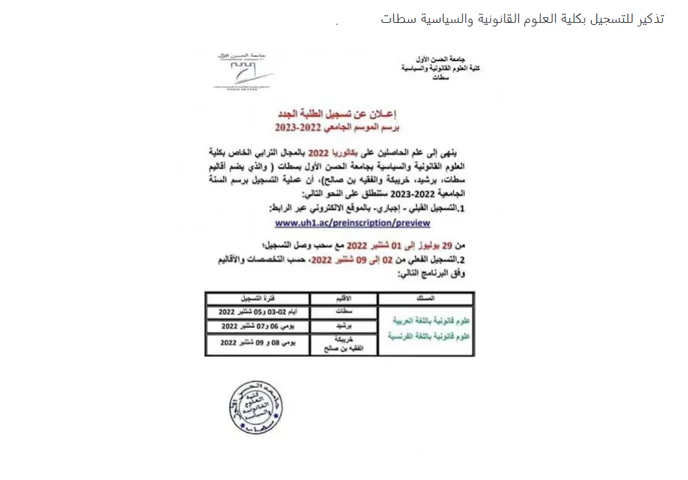 تذكير للتسجيل بكلية العلوم القانونية والسياسية سطات .
جامعة الحسن الأول
كلية العلوم القانونية والسياسية
سطات
إعــلان عن تسجيل الطلبة الجدد
برسم الموسم الجامعي 2022-2023
ينهى إلى علم الحاصلين على بكالوريا 2022 بالمجال الترابي الخاص بكلية
العلوم القانونية والسياسية بجامعة الحسن الأول بسطات ( والذي يضم أقاليم
سطات، برشيد، خريبكة والفقيه بن صالح)، أن عملية التسجيل برسم السنة
الجامعية 2022-2023 ستنطلق على النحو التالي:
1.التسجيل القبلي - إجباري- بالموقع الالكتروني عبر الرابط:
www.uh1.ac/preinscription/preview
من 29 يوليوز إلى 01 شتنبر 2022 مع سحب وصل التسجيل؛
2.التسجيل الفعلي من 02 إلى 09 شتنبر 2022، حسب التخصصات والأقاليم
وفق البرنامج التالي:
المسلك الإقليم فترة التسجيل
سطات أيام 02-03 و05 شتنبر 2022
علوم قانونية باللغة العربية
برشيد يومي 06 و07 شتنبر 2022
علوم قانونية باللغة الفرنسية
خريبكة يومي 08 و 09 شتنبر 2022
الفقيه بن صالح